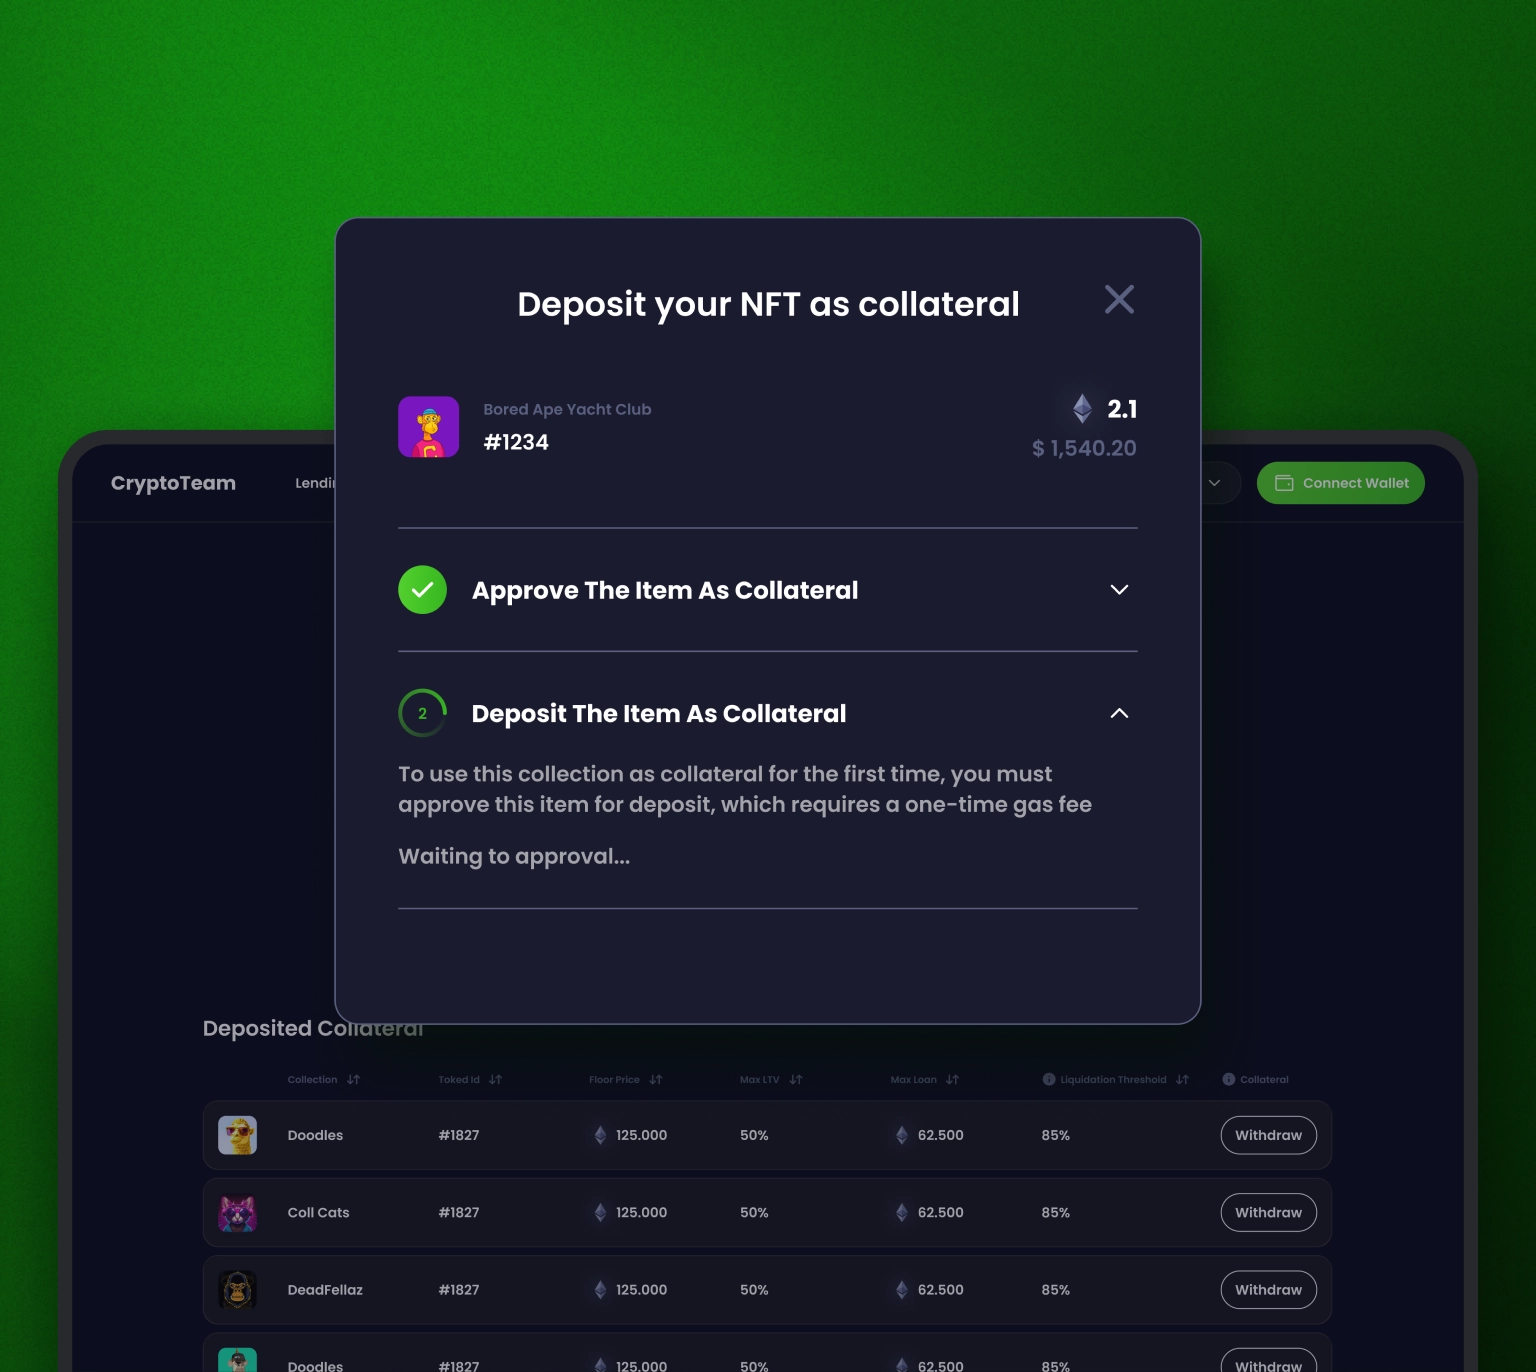 Deposit your NFT as collateral
Bored Ape Yacht Club
#1234
2.1
$ 1,540.20
CryptoTeam
Connect Wallet
Approve The Item As Collateral
2
Deposit The Item As Collateral
To use this collection as collateral for the first time, you must
approve this item for deposit, which requires a one-time gas fee
Waiting to approval...
Deposited Collateral
Collection Toked Id Floor Price Max LTV Max Loan Liquidation Threshold Collateral
Doodles #1827 125.000 50% 62.500 85% Withdraw
Coll Cats #1827 125.000 50% 62.500 85% Withdraw
DeadFellaz #1827 125.000 50% 62.500 85% Withdraw
Doodles #1827 125.000 50% 62.500 85% Withdraw